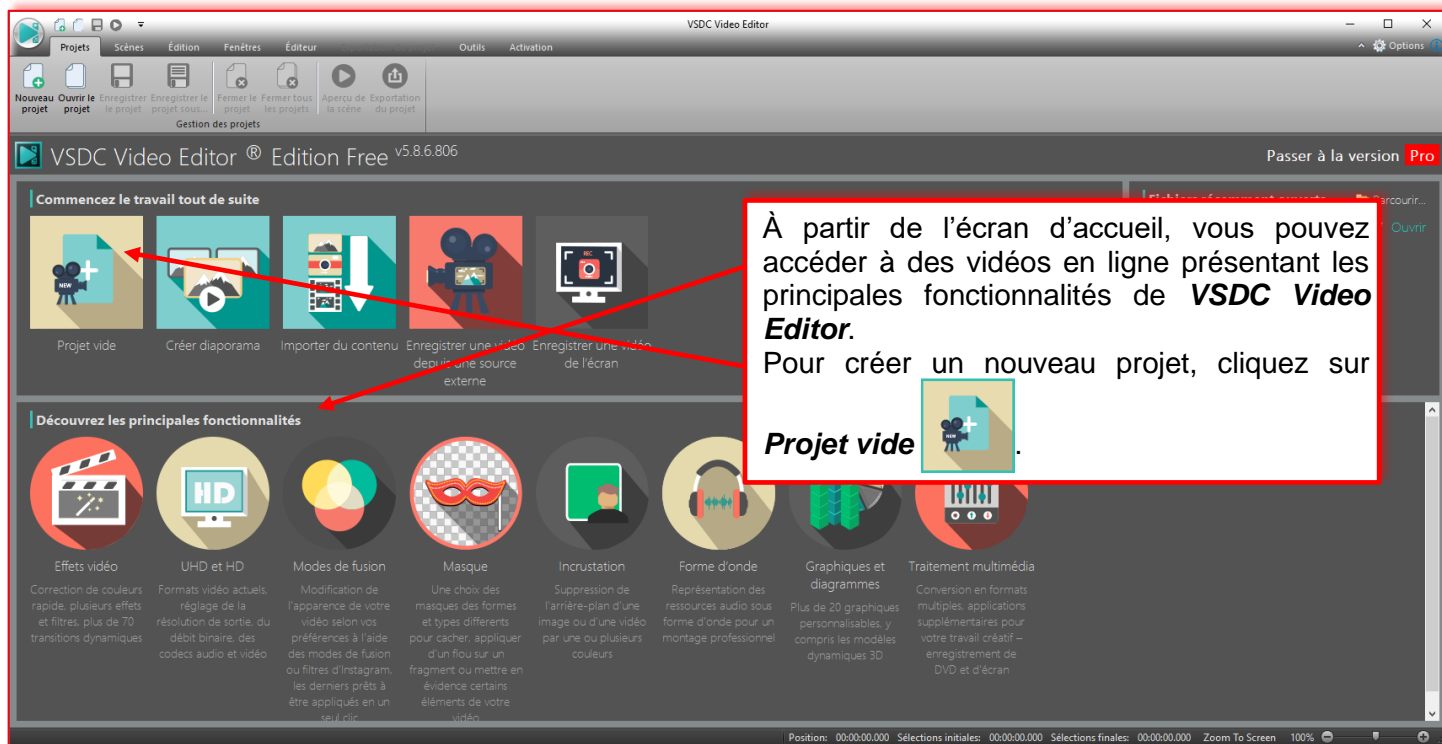 VSDC Video Editor
Projets Scènes Édition Fenêtres Éditeur Outils Activation
Options
Nouveau projet
Ouvrir le projet
Enregistrer le projet
Enregistrer le projet sous...
Fermer le projet
Fermer tous les projets
Aperçu de la scène
Exportation du projet
Gestion des projets
VSDC Video Editor ® Edition Free v5.8.6.806
Passer à la version Pro
Commencez le travail tout de suite
Parcourir...
Ouvrir
Projet vide
Créer diaporama
Importer du contenu
Enregistrer une vidéo
depuis une source
externe
Enregistrer une vidéo
de l'écran
À partir de l'écran d'accueil, vous pouvez
accéder à des vidéos en ligne présentant les
principales fonctionnalités de VSDC Video
Editor.
Pour créer un nouveau projet, cliquez sur
Projet vide .
Découvrez les principales fonctionnalités
Effets vidéo
Correction de couleurs
rapide, plusieurs effets
et filtres, plus de 70
transitions dynamiques
UHD et HD
Formats vidéo actuels,
réglage de la
résolution de sortie, du
débit binaire, des
codecs audio et vidéo
Modes de fusion
Modification de
l'apparence de votre
vidéo selon vos
préférences à l'aide
des modes de fusion
ou filtres d'Instagram,
les derniers prêts à
être appliqués en un
seul clic
Masque
Une choix des
masques des formes
et types differents
pour cacher, appliquer
d'un flou sur un
fragment ou mettre en
évidence certains
éléments de votre
vidéo
Incrustation
Suppression de
l'arrière-plan d'une
image ou d'une vidéo
par une ou plusieurs
couleurs
Forme d'onde
Représentation des
ressources audio sous
forme d'onde pour un
montage professionnel
Graphiques et
diagrammes
Plus de 20 graphiques
personnalisables, y
compris les modèles
dynamiques 3D
Traitement multimédia
Conversion en formats
multiples, applications
supplémentaires pour
votre travail créatif –
enregistrement de
DVD et d'écran
Position: 00:00:00.000 Sélections initiales: 00:00:00.000 Sélections finales: 00:00:00.000 Zoom To Screen 100%